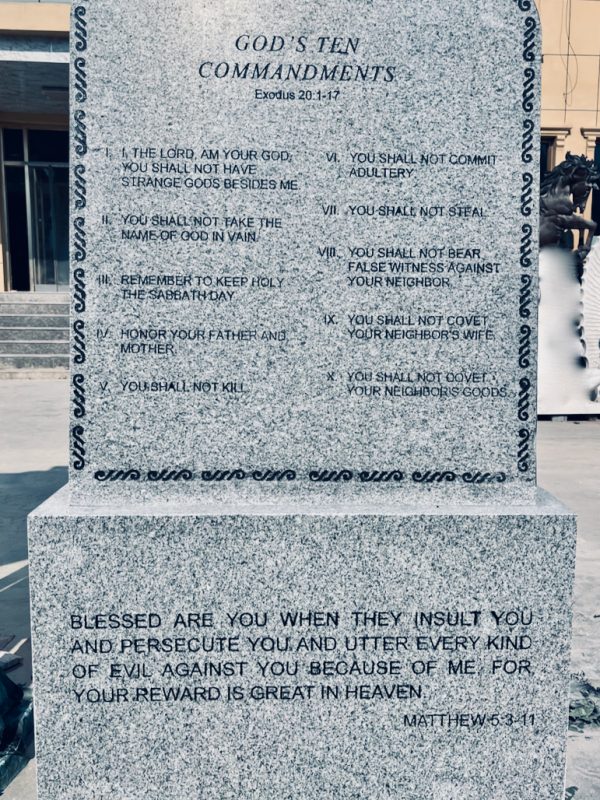 GOD'S TEN
COMMANDMENTS
Exodus 20:1-17
I. I, THE LORD, AM YOUR GOD,
YOU SHALL NOT HAVE
STRANGE GODS BESIDES ME.
II. YOU SHALL NOT TAKE THE
NAME OF GOD IN VAIN.
III. REMEMBER TO KEEP HOLY
THE SABBATH DAY
IV. HONOR YOUR FATHER AND
MOTHER
V. YOU SHALL NOT KILL
VI. YOU SHALL NOT COMMIT
ADULTERY
VII. YOU SHALL NOT STEAL
VIII. YOU SHALL NOT BEAR
FALSE WITNESS AGAINST
YOUR NEIGHBOR.
IX. YOU SHALL NOT COVET
YOUR NEIGHBOR'S WIFE
X. YOU SHALL NOT COVET
YOUR NEIGHBOR'S GOODS.
BLESSED ARE YOU WHEN THEY INSULT YOU
AND PERSECUTE YOU AND UTTER EVERY KIND
OF EVIL AGAINST YOU BECAUSE OF ME, FOR
YOUR REWARD IS GREAT IN HEAVEN.
MATTHEW 5:3-11